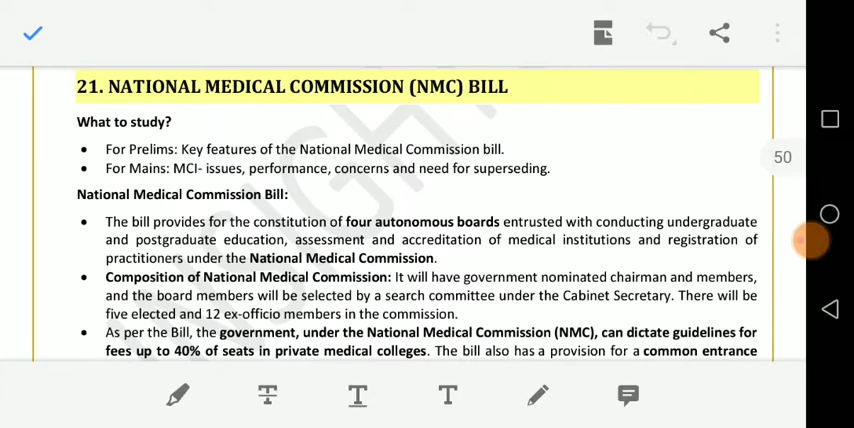 21. NATIONAL MEDICAL COMMISSION (NMC) BILL
What to study?
• For Prelims: Key features of the National Medical Commission bill.
• For Mains: MCI- issues, performance, concerns and need for superseding.
50
National Medical Commission Bill:
• The bill provides for the constitution of four autonomous boards entrusted with conducting undergraduate
and postgraduate education, assessment and accreditation of medical institutions and registration of
practitioners under the National Medical Commission.
• Composition of National Medical Commission: It will have government nominated chairman and members,
and the board members will be selected by a search committee under the Cabinet Secretary. There will be
five elected and 12 ex-officio members in the commission.
• As per the Bill, the government, under the National Medical Commission (NMC), can dictate guidelines for
fees up to 40% of seats in private medical colleges. The bill also has a provision for a common entrance
T T T